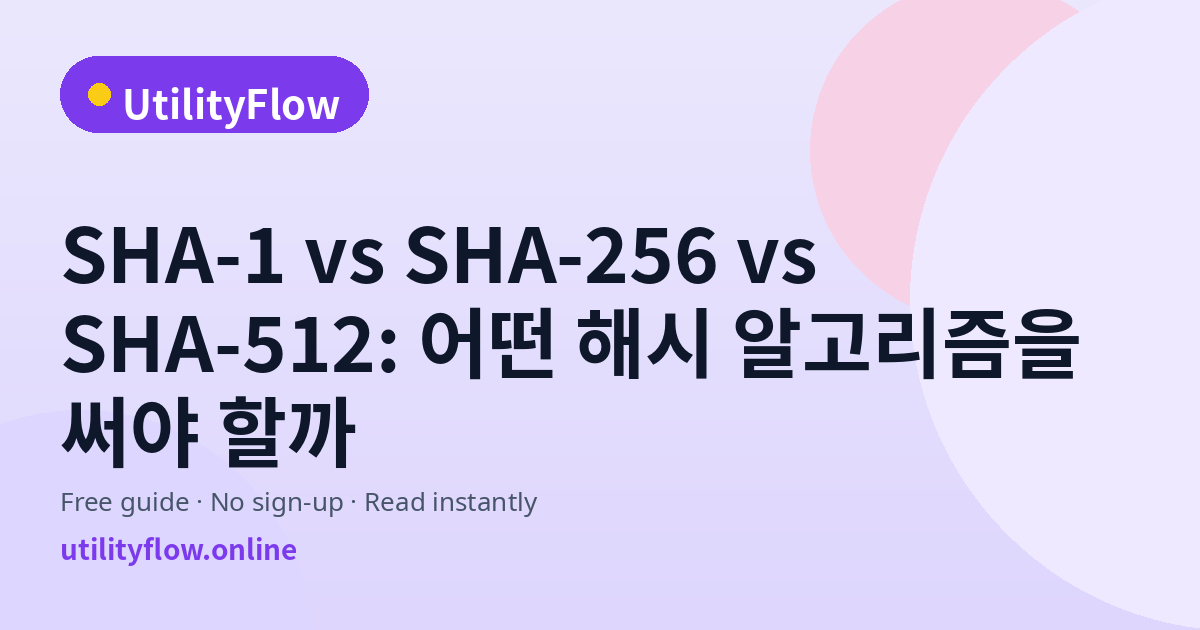 UtilityFlow
SHA-1 vs SHA-256 vs
SHA-512: 어떤 해시 알고리즘을
써야 할까
Free guide · No sign-up · Read instantly
utilityflow.online